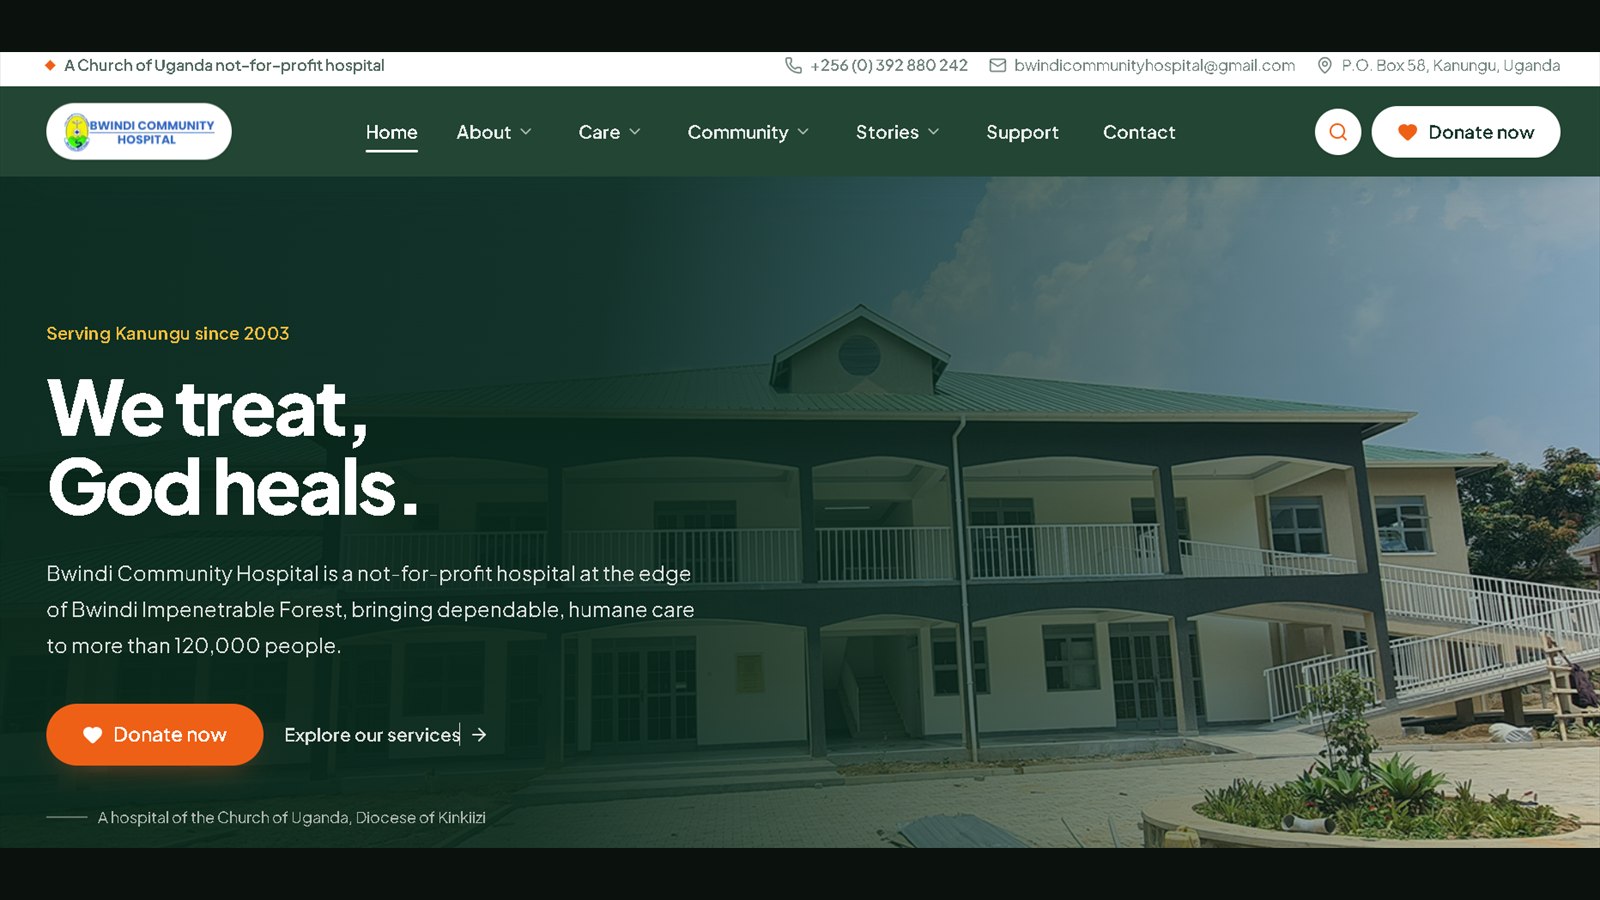 A Church of Uganda not-for-profit hospital
+256 (0) 392 880 242
bwindicommunityhospital@gmail.com
P.O. Box 58, Kanungu, Uganda
BWINDI COMMUNITY
HOSPITAL
Home
About
Care
Community
Stories
Support
Contact
Donate now
Serving Kanungu since 2003
We treat,
God heals.
Bwindi Community Hospital is a not-for-profit hospital at the edge
of Bwindi Impenetrable Forest, bringing dependable, humane care
to more than 120,000 people.
Donate now
Explore our services
A hospital of the Church of Uganda, Diocese of Kinkiizi